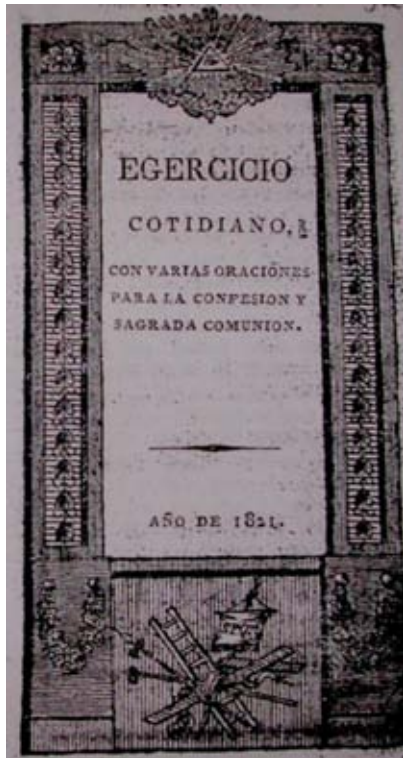 EGERCICIO
COTIDIANO,
CON VARIAS ORACIONES
PARA LA CONFESION Y
SAGRADA COMUNION.
AÑO DE 1821.